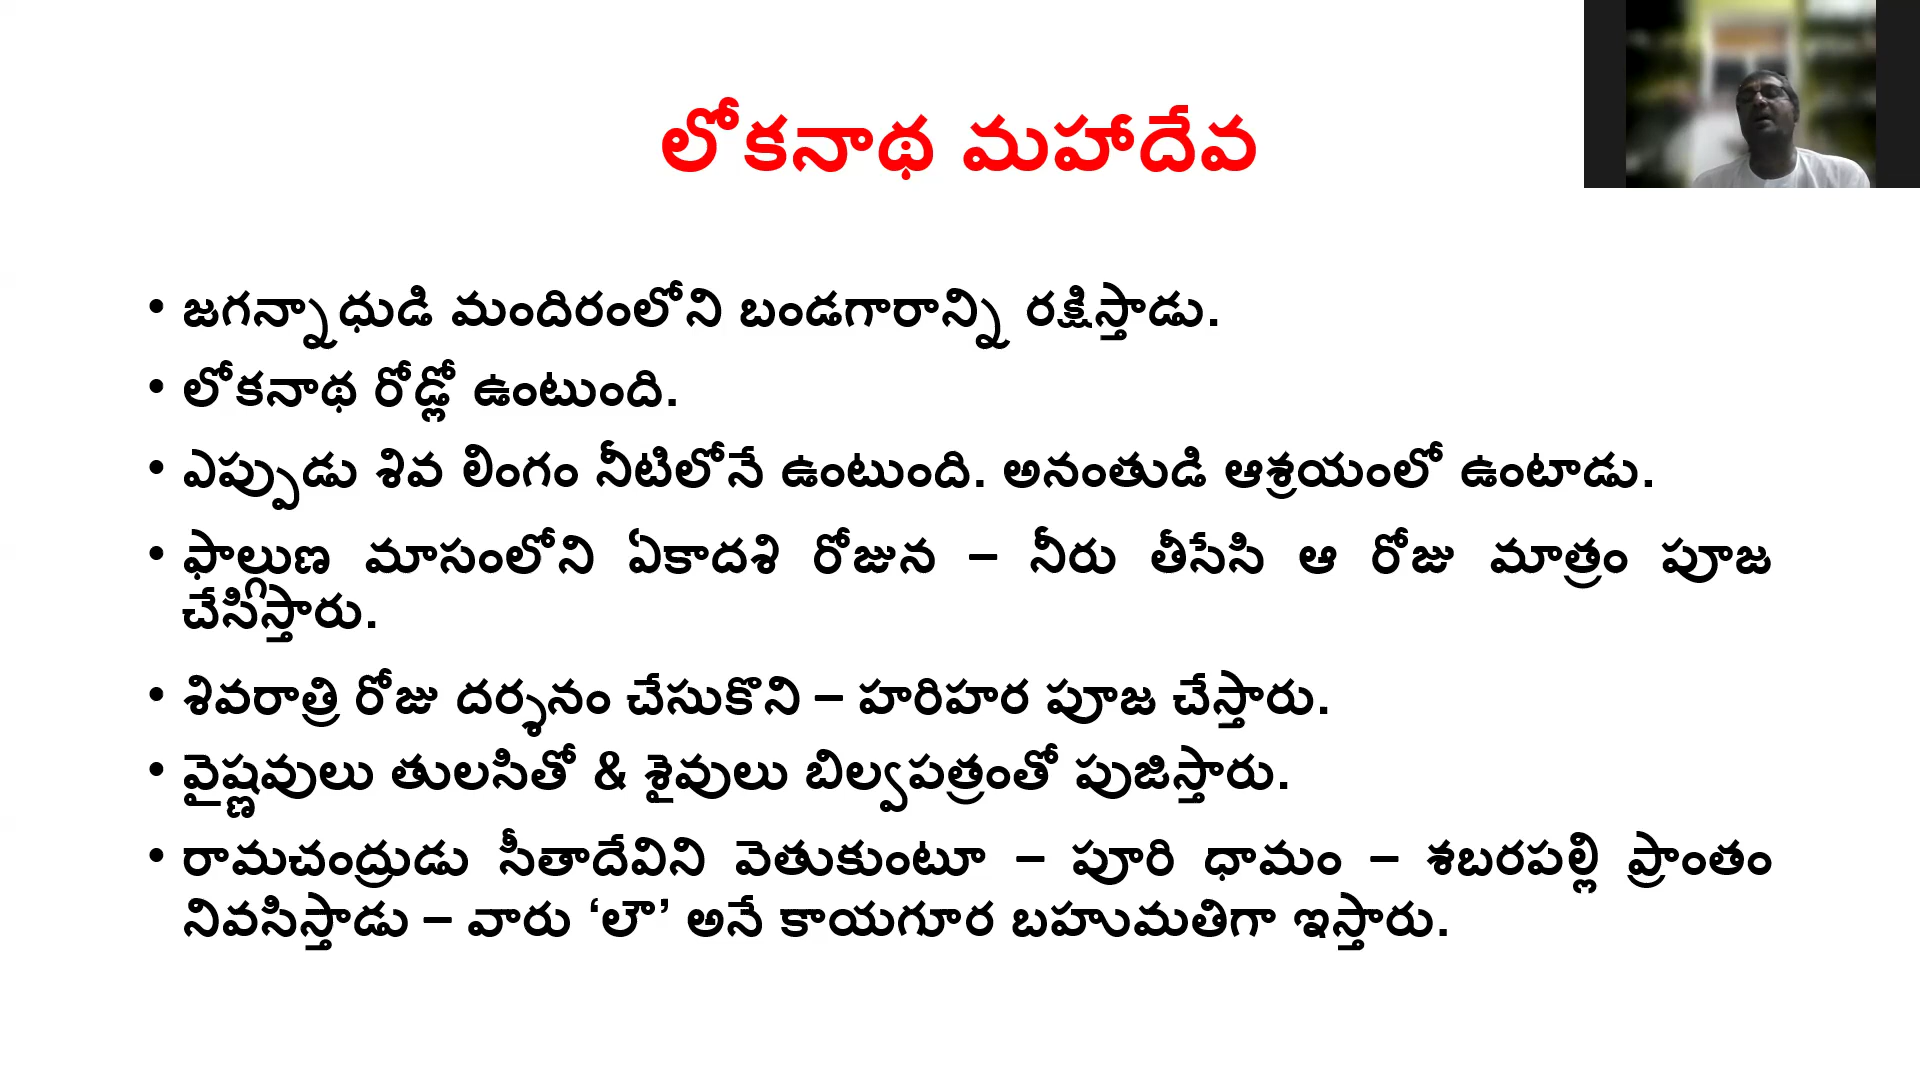 లోకనాథ మహాదేవ
• జగన్నాధుడి మందిరంలోని బండగారాన్ని రక్షిస్తాడు.
• లోకనాథ రోడ్లో ఉంటుంది.
• ఎప్పుడు శివ లింగం నీటిలోనే ఉంటుంది. అనంతుడి ఆశ్రయంలో ఉంటాడు.
• ఫాల్గుణ మాసంలోని ఏకాదశి రోజున – నీరు తీసేసి ఆ రోజు మాత్రం పూజ
చేసిస్తారు.
• శివరాత్రి రోజు దర్శనం చేసుకొని – హరిహర పూజ చేస్తారు.
• వైష్ణవులు తులసితో & శైవులు బిల్వపత్రంతో పుజిస్తారు.
• రామచంద్రుడు సీతాదేవిని వెతుకుంటూ – పూరి ధామం – శబరపల్లి ప్రాంతం
నివసిస్తాడు – వారు ‘లౌ’ అనే కాయగూర బహుమతిగా ఇస్తారు.